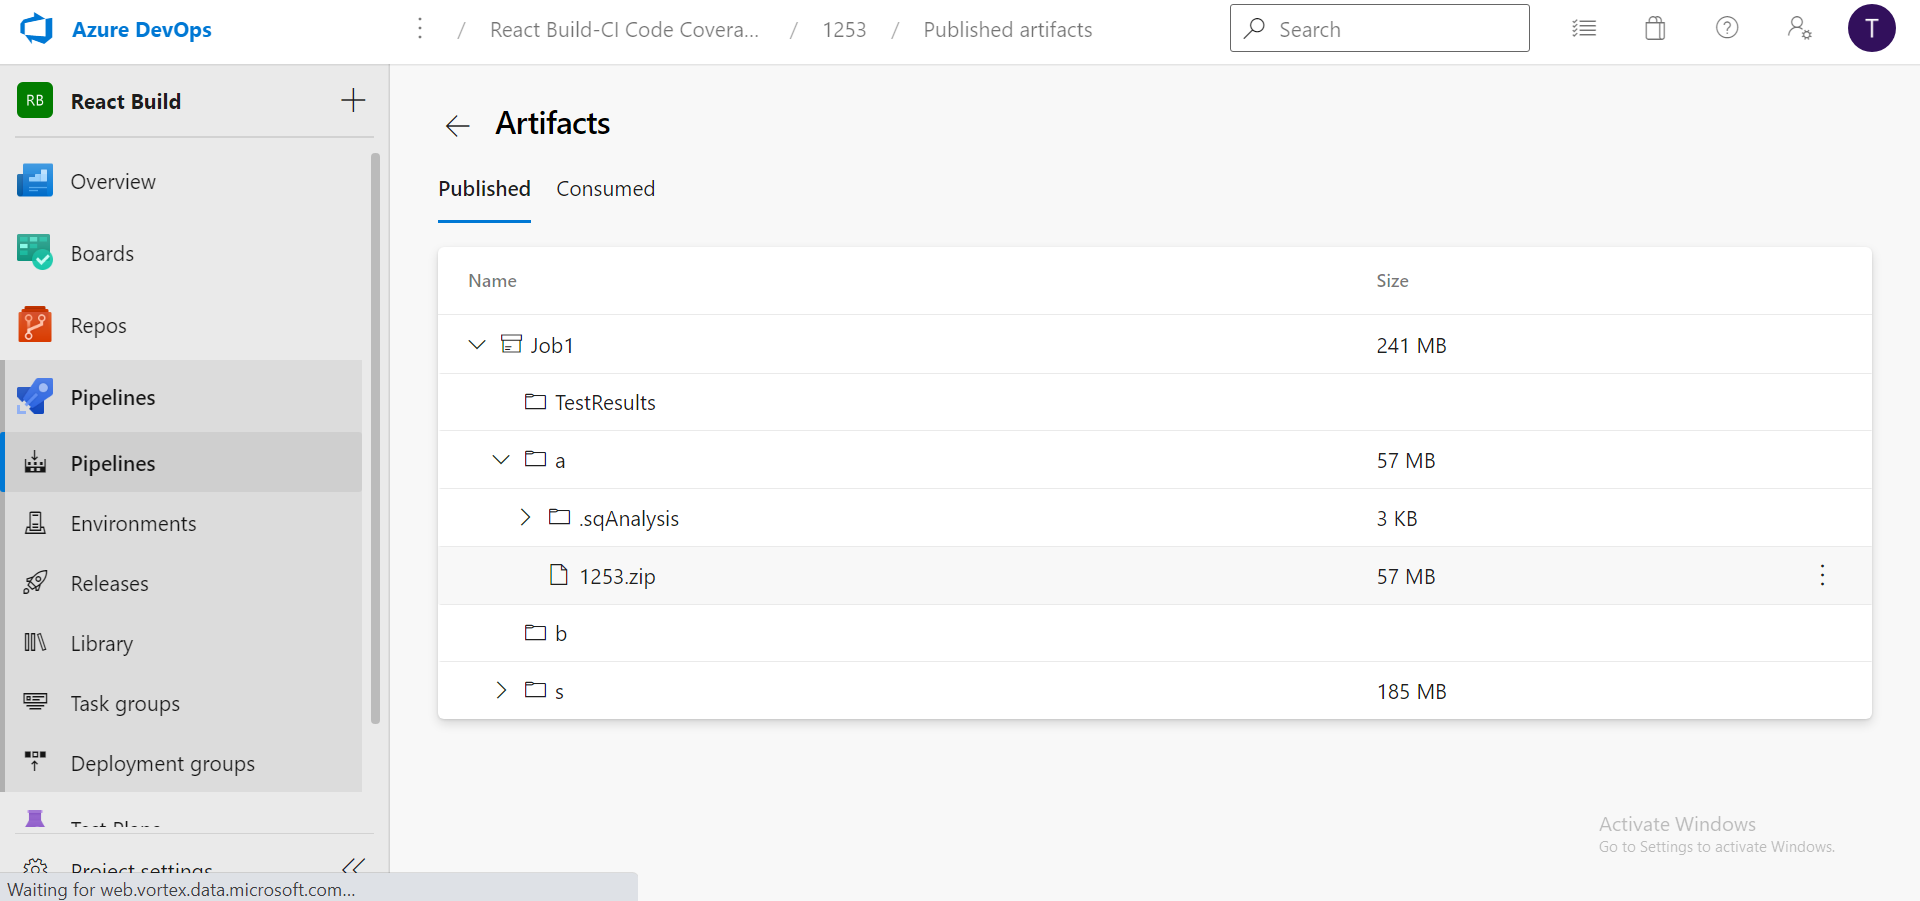 Azure DevOps
/ React Build-CI Code Covera... / 1253 / Published artifacts
Search
T
RB React Build
Overview
Boards
Repos
Pipelines
Pipelines
Environments
Releases
Library
Task groups
Deployment groups
Test Plans
Project settings
Waiting for web.vortex.data.microsoft.com...
Artifacts
Published Consumed
Name Size
Job1 241 MB
TestResults
a 57 MB
.sqAnalysis 3 KB
1253.zip 57 MB
b
s 185 MB
Activate Windows
Go to Settings to activate Windows.